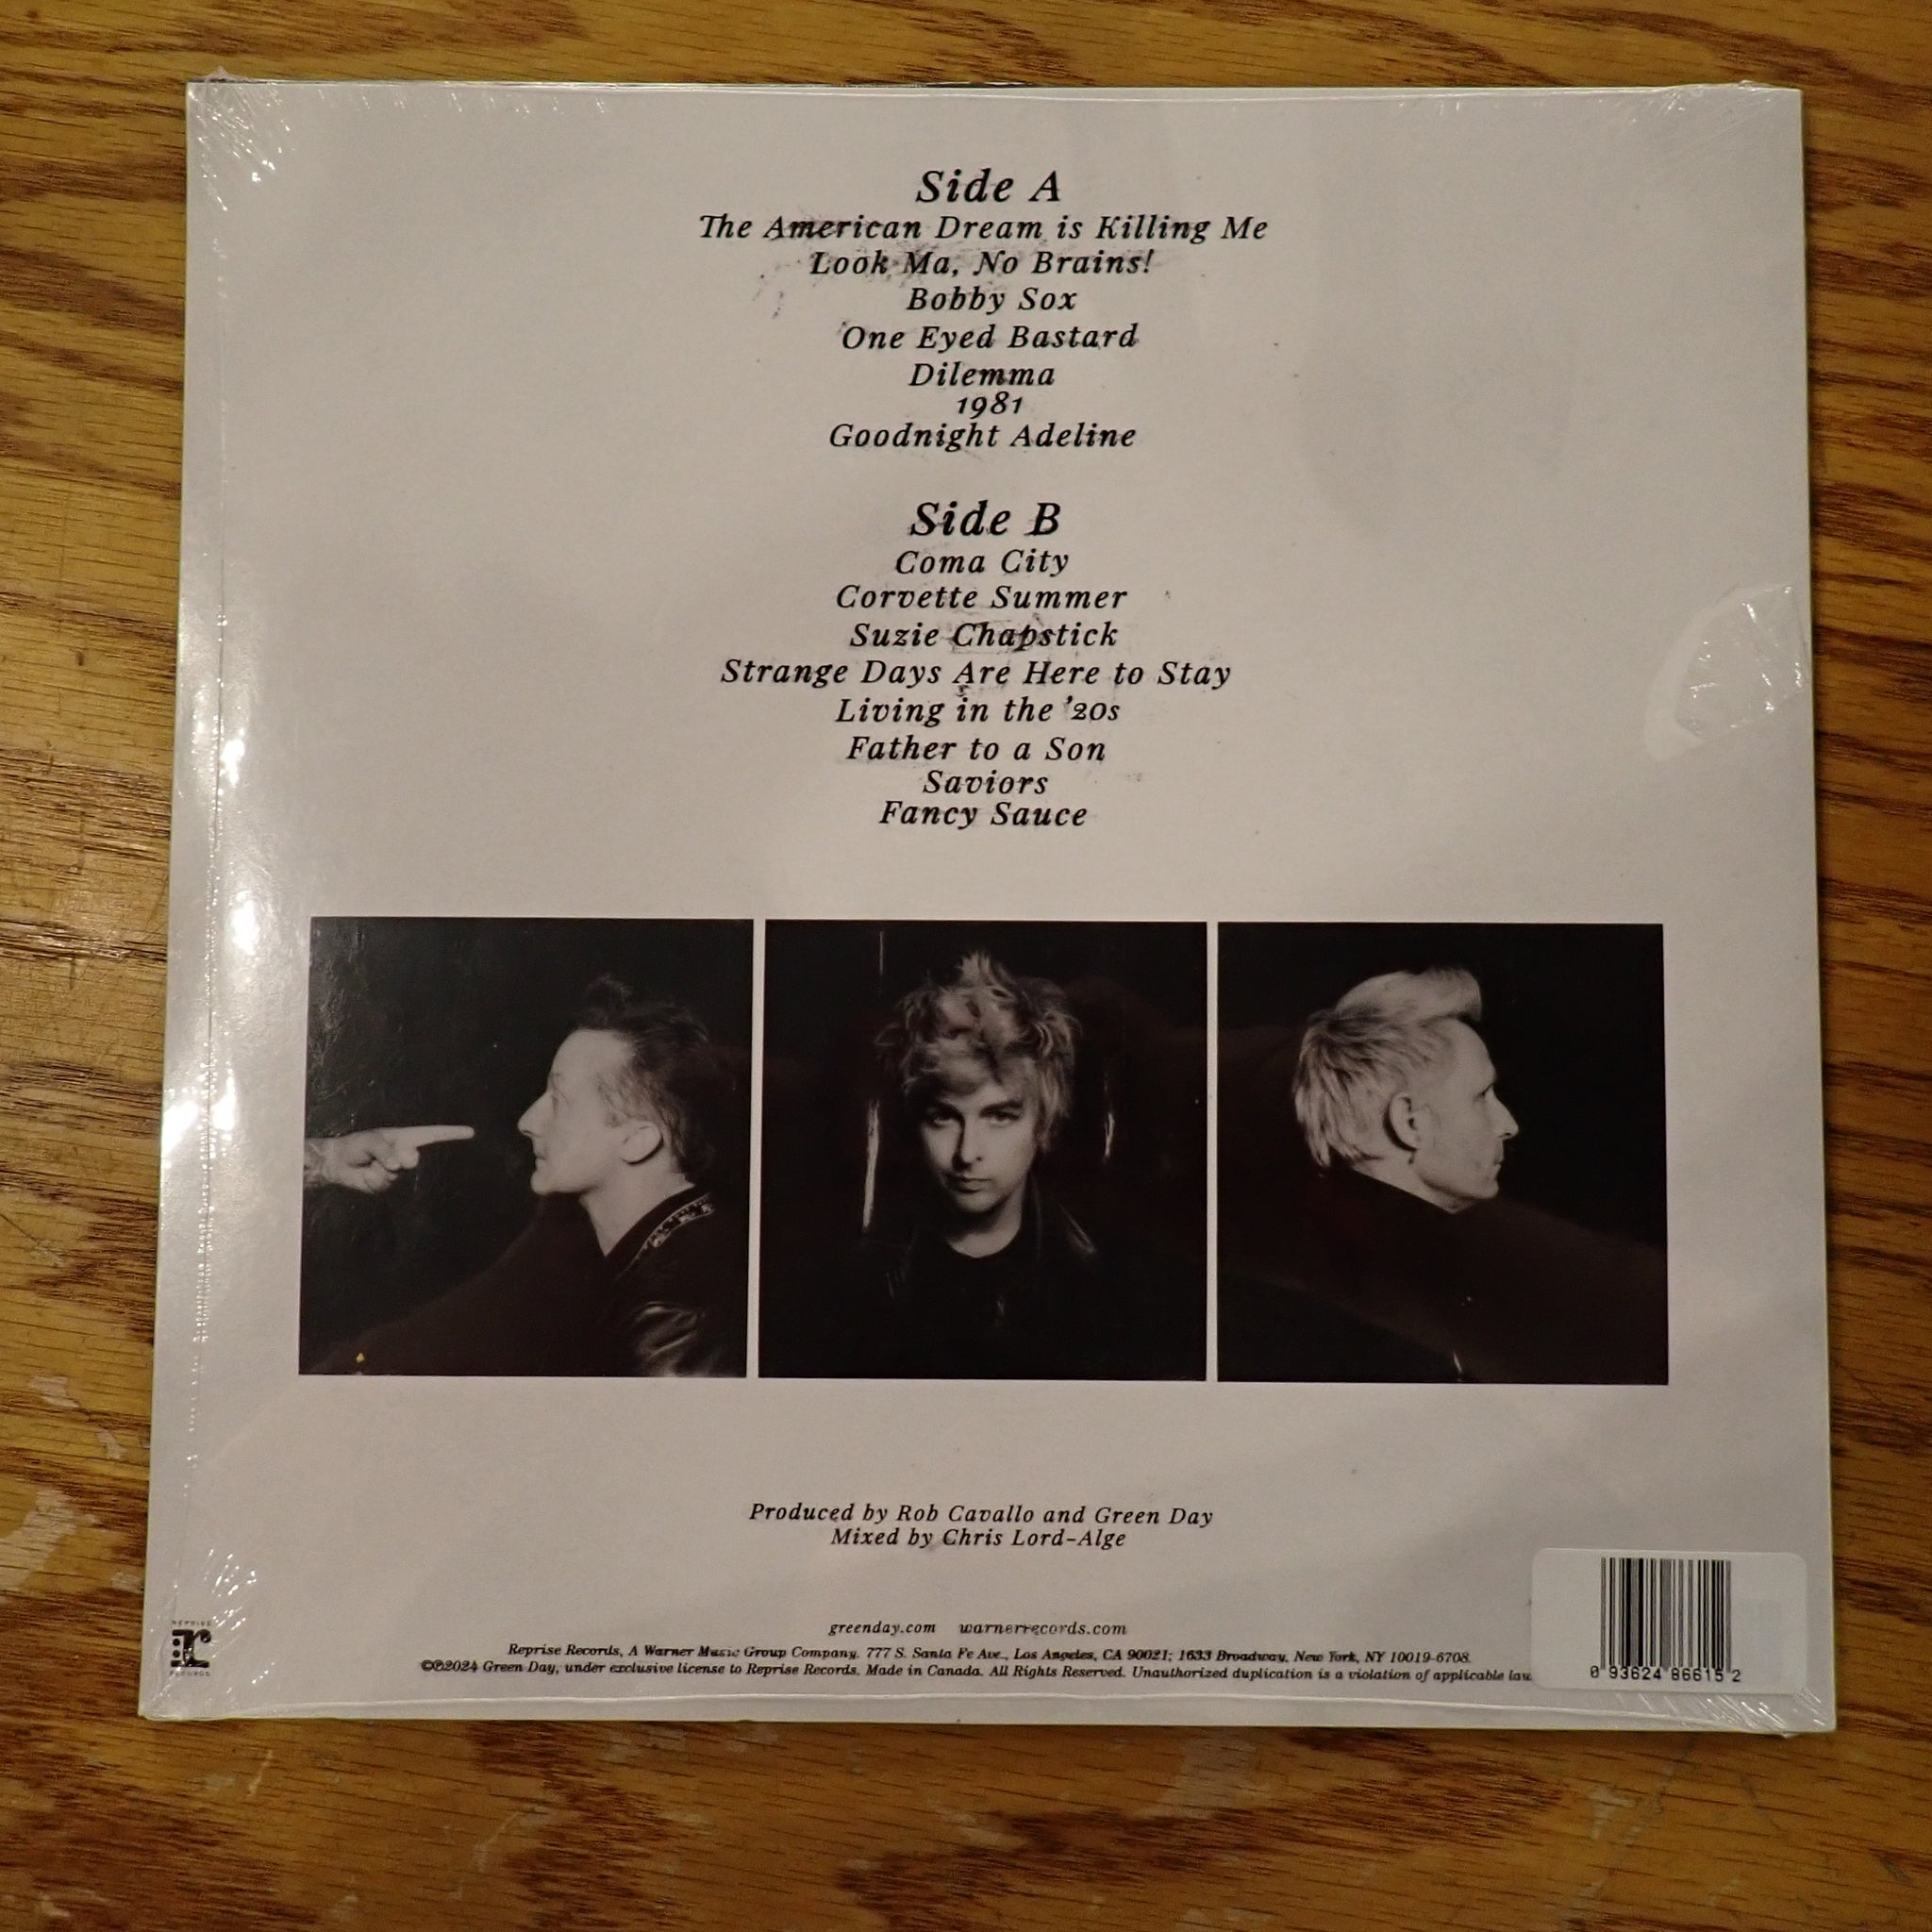 Side A
The American Dream is Killing Me
Look Ma, No Brains!
Bobby Sox
One Eyed Bastard
Dilemma
1981
Goodnight Adeline
Side B
Coma City
Corvette Summer
Suzie Chapstick
Strange Days Are Here to Stay
Living in the '20s
Father to a Son
Saviors
Fancy Sauce
Produced by Rob Cavallo and Green Day
Mixed by Chris Lord-Alge
greenday.com warnerrecords.com
Reprise Records, A Warner Music Group Company. 777 S. Santa Fe Ave., Los Angeles, CA 90021; 1633 Broadway, New York, NY 10019-6708.
©℗2024 Green Day, under exclusive license to Reprise Records. Made in Canada. All Rights Reserved. Unauthorized duplication is a violation of applicable law
REPRISE
r
RECORDS
0 93624 86615 2